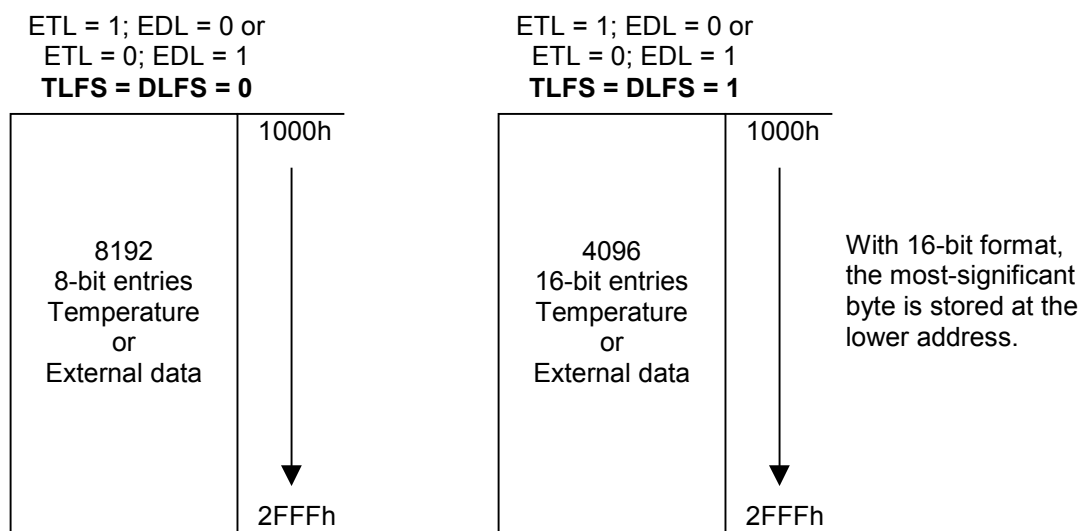 ETL = 1; EDL = 0 or
ETL = 0; EDL = 1
TLFS = DLFS = 0
1000h
8192
8-bit entries
Temperature
or
External data
2FFFh
ETL = 1; EDL = 0 or
ETL = 0; EDL = 1
TLFS = DLFS = 1
1000h
4096
16-bit entries
Temperature
or
External data
2FFFh
With 16-bit format,
the most-significant
byte is stored at the
lower address.